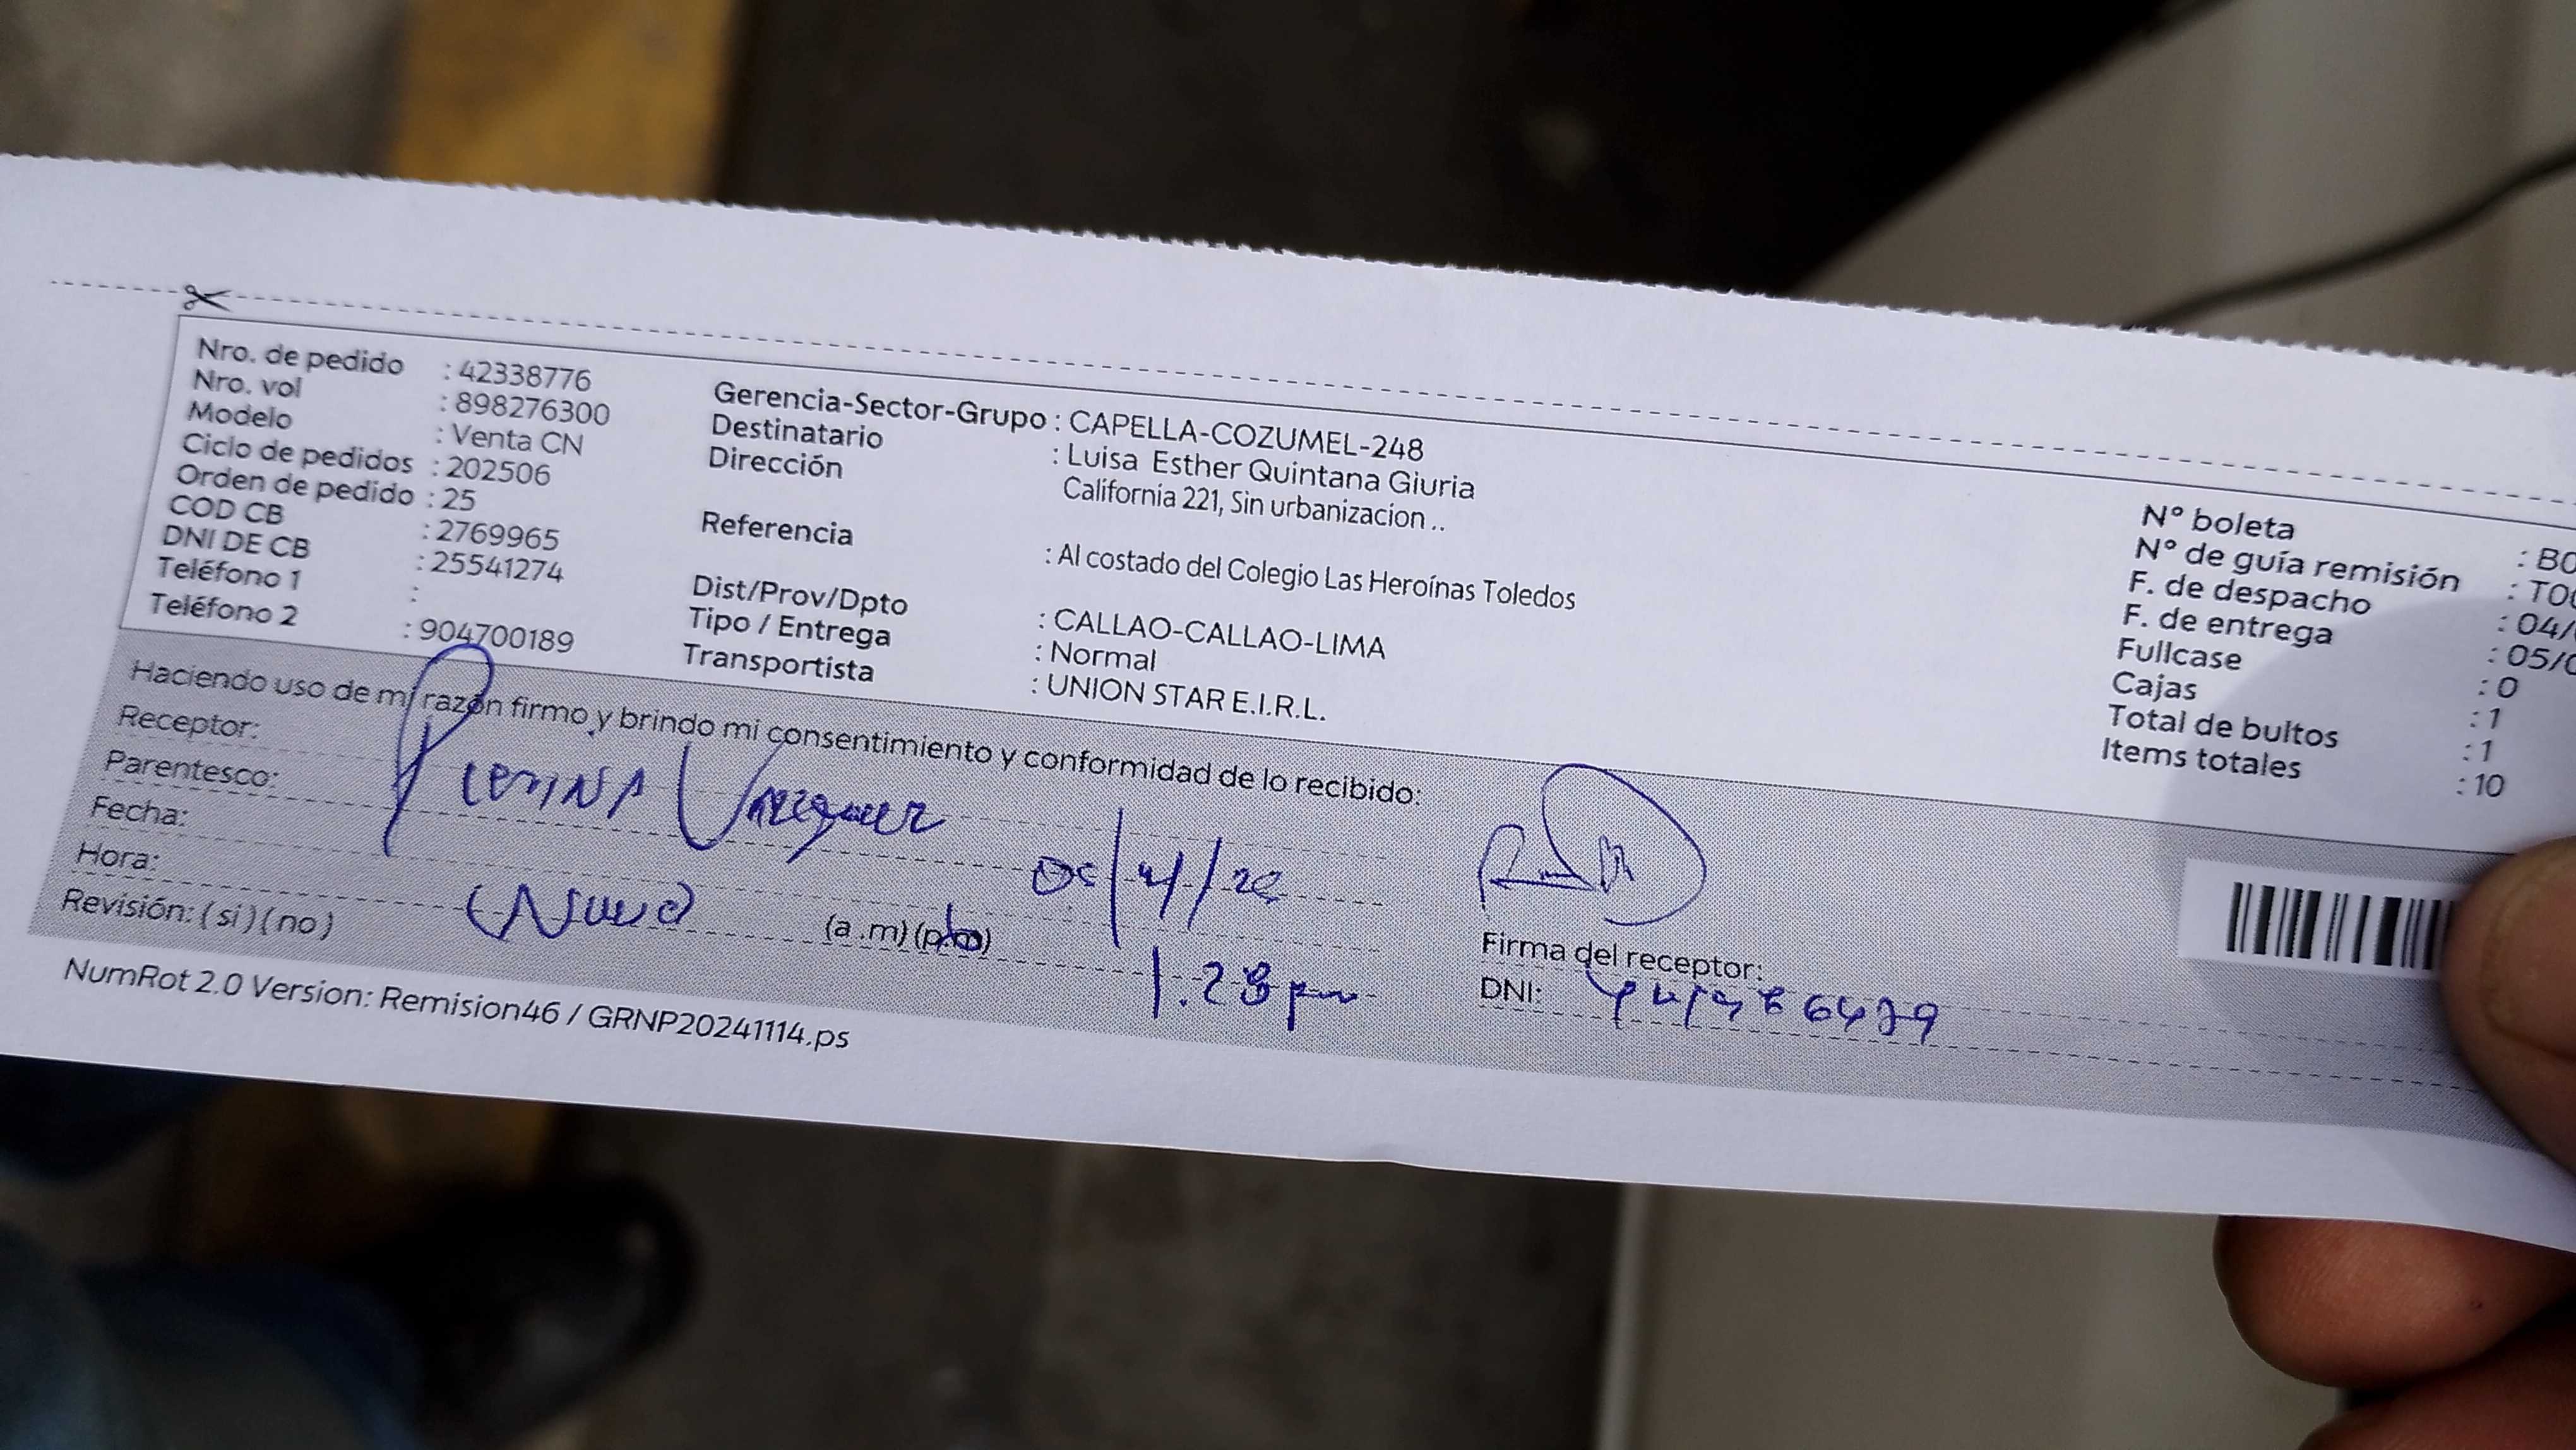 Nro. de pedido : 42338776
Nro. vol : 898276300
Modelo : Venta CN
Ciclo de pedidos : 202506
Orden de pedido : 25
COD CB : 2769965
DNI DE CB : 25541274
Teléfono 1 :
Teléfono 2 : 904700189
Gerencia-Sector-Grupo : CAPELLA-COZUMEL-248
Destinatario : Luisa Esther Quintana Giuria
Dirección California 221, Sin urbanizacion ..
Referencia : Al costado del Colegio Las Heroínas Toledos
Dist/Prov/Dpto : CALLAO-CALLAO-LIMA
Tipo / Entrega : Normal
Transportista : UNION STAR E.I.R.L.
N° boleta : B0
N° de guía remisión : T00
F. de despacho : 04/
F. de entrega : 05/0
Fullcase : 0
Cajas : 1
Total de bultos : 1
Items totales : 10
Haciendo uso de mi razón firmo y brindo mi consentimiento y conformidad de lo recibido:
Receptor:
Parentesco:
Fecha:
Hora: (a .m) (p.m)
1.28 pm
Revisión: ( si ) ( no )
Firma del receptor:
DNI:
NumRot 2.0 Version: Remision46 / GRNP20241114.ps